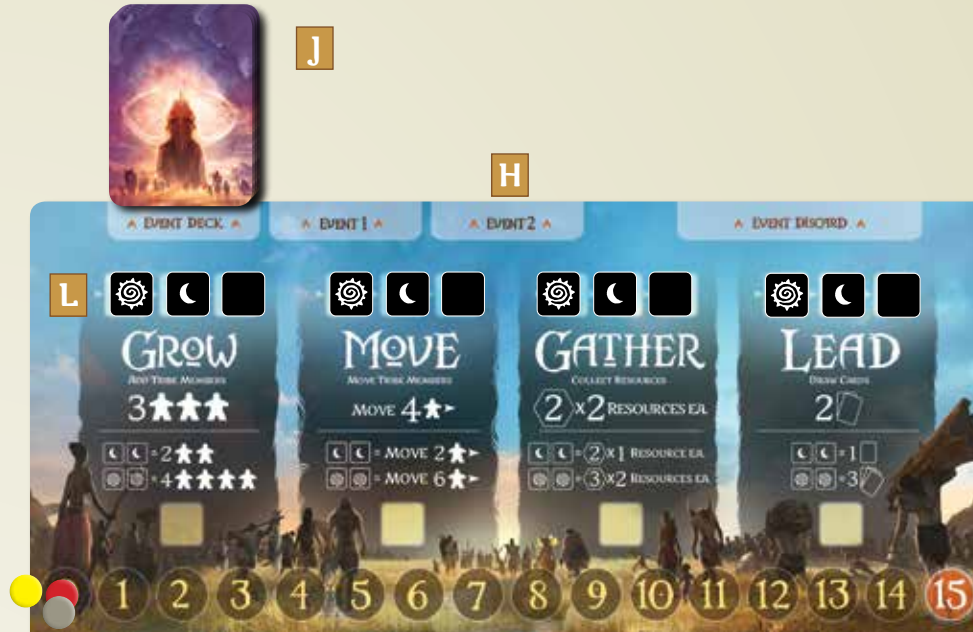 J
H
EVENT DECK
EVENT 1
EVENT 2
EVENT DISCARD
L
GROW
ADD TRIBE MEMBERS
3
= 2
= 4
MOVE
MOVE TRIBE MEMBERS
MOVE 4
= MOVE 2
= MOVE 6
GATHER
COLLECT RESOURCES
2 x 2 RESOURCES EA.
= 2 x 1 RESOURCE EA.
= 3 x 2 RESOURCES EA.
LEAD
DRAW CARDS
2
= 1
= 3
1 2 3 4 5 6 7 8 9 10 11 12 13 14 15